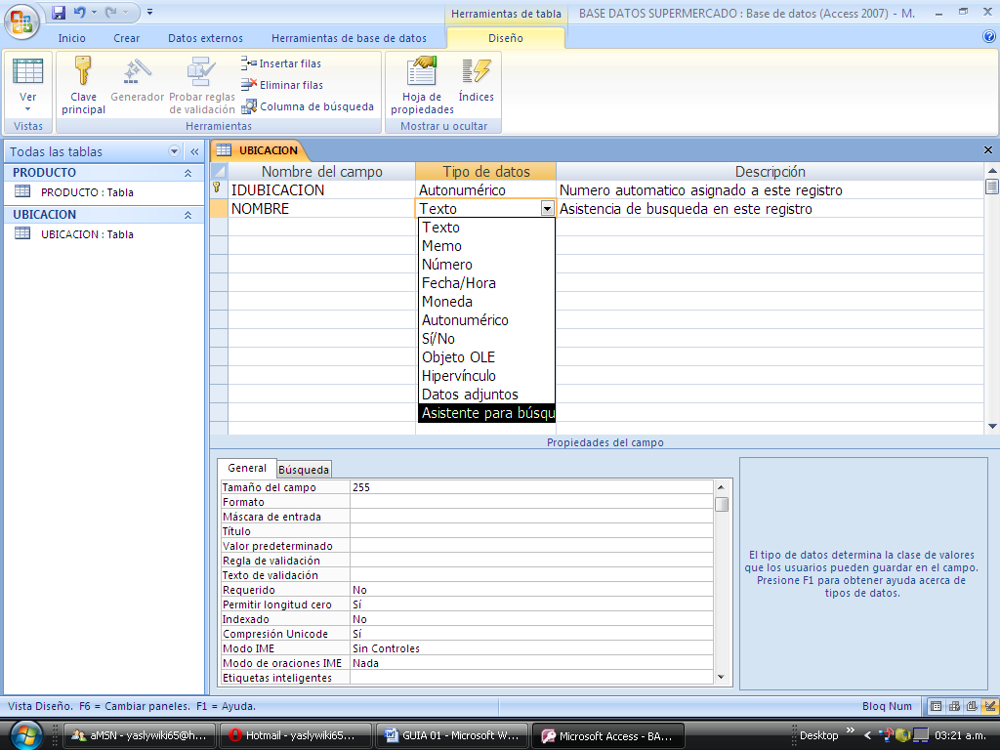 Herramientas de tabla
BASE DATOS SUPERMERCADO : Base de datos (Access 2007) - M.
Inicio Crear Datos externos Herramientas de base de datos Diseño
Ver
Vistas
Clave principal
Generador
Probar reglas de validación
Insertar filas
Eliminar filas
Columna de búsqueda
Herramientas
Hoja de propiedades
Índices
Mostrar u ocultar
Todas las tablas «
PRODUCTO
PRODUCTO : Tabla
UBICACION
UBICACION : Tabla
UBICACION
Nombre del campo Tipo de datos Descripción
IDUBICACION Autonumérico Numero automatico asignado a este registro
NOMBRE Texto Asistencia de busqueda en este registro
Texto
Memo
Número
Fecha/Hora
Moneda
Autonumérico
Sí/No
Objeto OLE
Hipervínculo
Datos adjuntos
Asistente para búsqu
Propiedades del campo
General Búsqueda
Tamaño del campo 255
Formato
Máscara de entrada
Título
Valor predeterminado
Regla de validación
Texto de validación
Requerido No
Permitir longitud cero Sí
Indexado No
Compresión Unicode Sí
Modo IME Sin Controles
Modo de oraciones IME Nada
Etiquetas inteligentes
El tipo de datos determina la clase de valores
que los usuarios pueden guardar en el campo.
Presione F1 para obtener ayuda acerca de
tipos de datos.
Vista Diseño. F6 = Cambiar paneles. F1 = Ayuda. Bloq Num
aMSN - yaslywiki65@h... Hotmail - yaslywiki65... GUIA 01 - Microsoft W... Microsoft Access - BA... Desktop » 03:21 a.m.